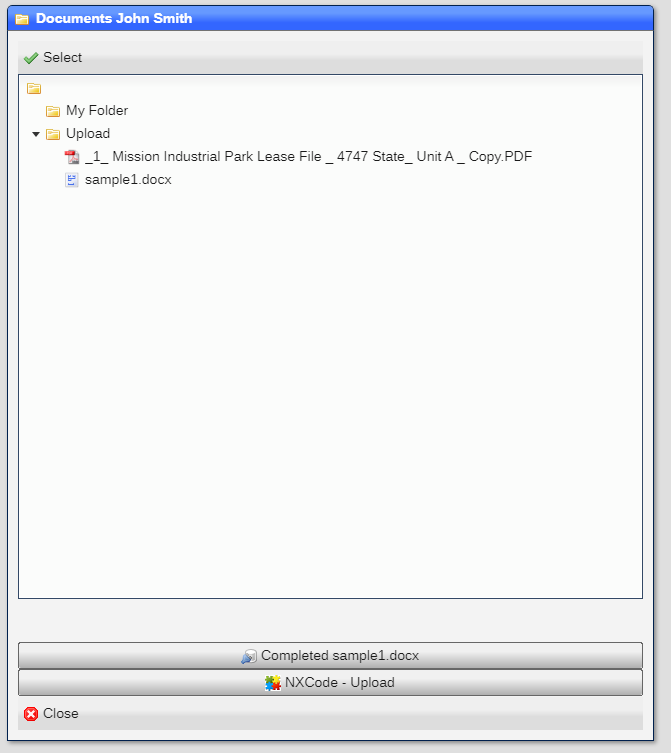 Documents John Smith
Select
My Folder
Upload
_1_ Mission Industrial Park Lease File _ 4747 State_ Unit A _ Copy.PDF
sample1.docx
Completed sample1.docx
NXCode - Upload
Close